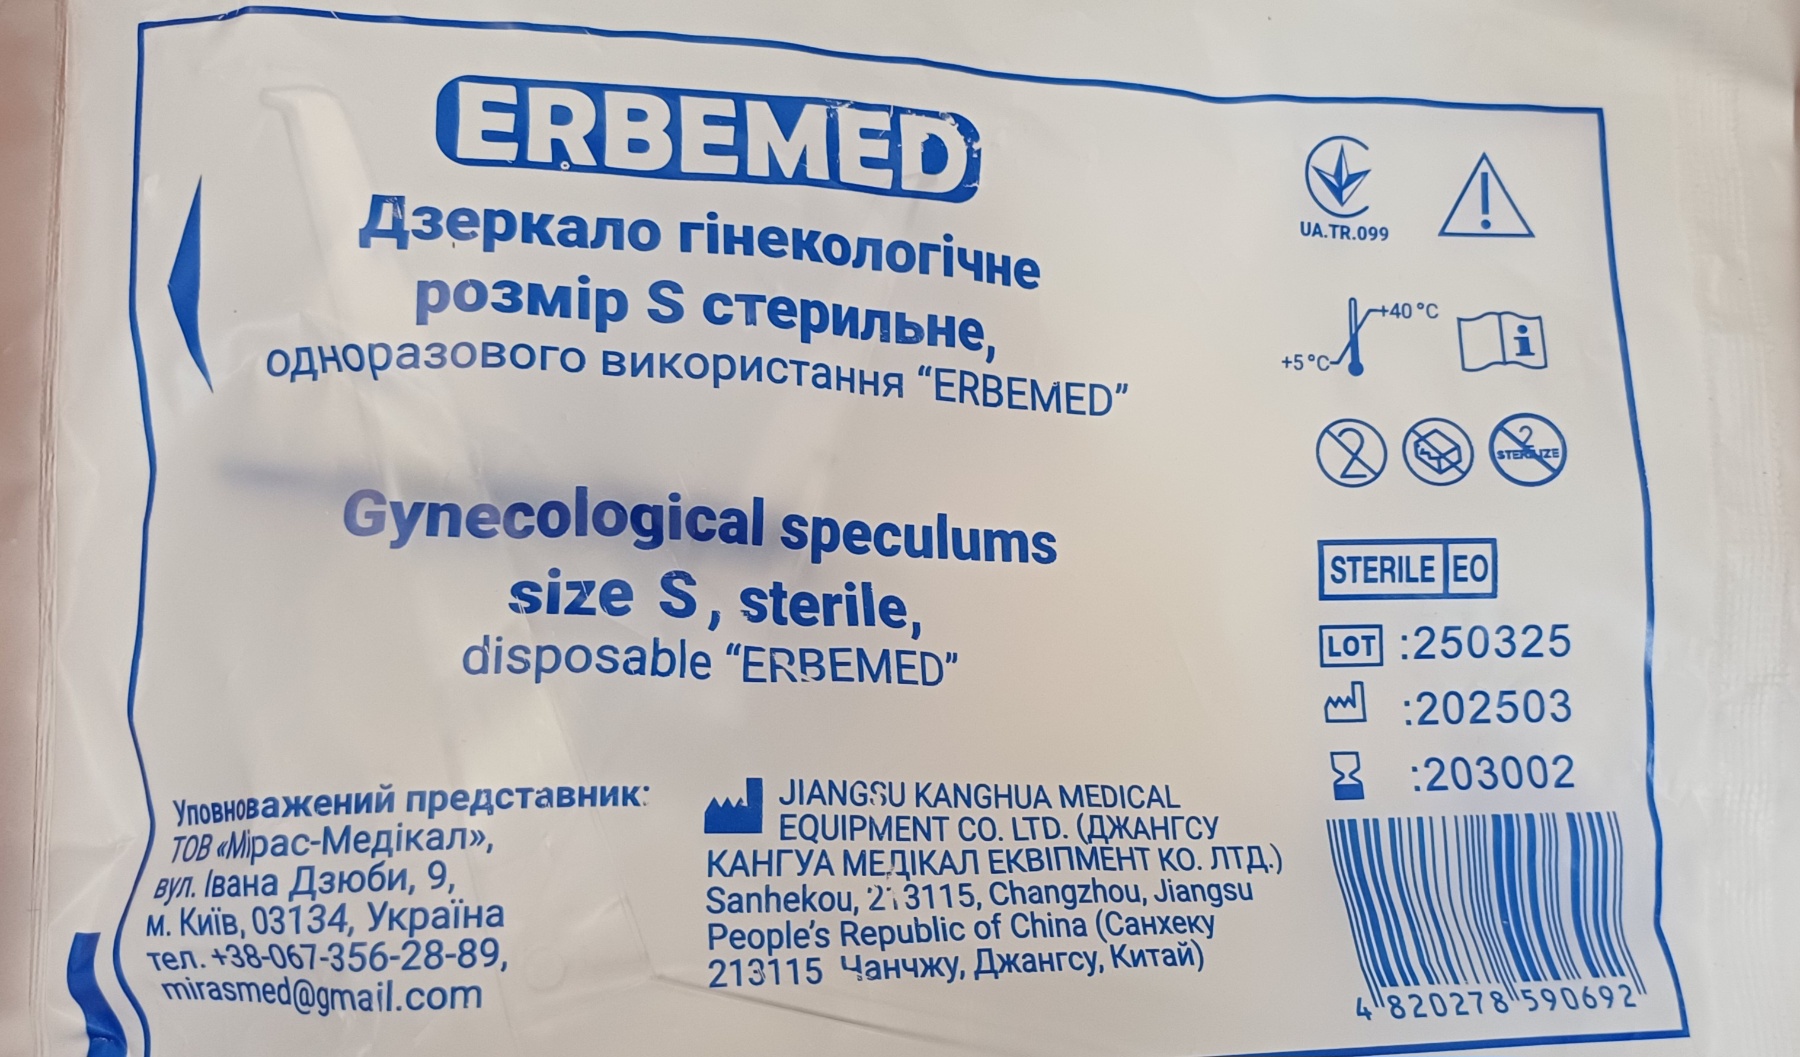 ERBEMED
Дзеркало гінекологічне
розмір S стерильне,
одноразового використання “ERBEMED”
Gynecological speculums
size S, sterile,
disposable “ERBEMED”
Уповноважений представник:
ТОВ «Мірас-Медікал»,
вул. Івана Дзюби, 9,
м. Київ, 03134, Україна
тел. +38-067-356-28-89,
mirasmed@gmail.com
JIANGSU KANGHUA MEDICAL
EQUIPMENT CO. LTD. (ДЖАНГСУ
КАНГУА МЕДІКАЛ ЕКВІПМЕНТ КО. ЛТД.)
Sanhekou, 213115, Changzhou, Jiangsu
People’s Republic of China (Санхеку
213115 Чанчжу, Джангсу, Китай)
UA.TR.099
+40 °C
+5 °C
2
2
STERILIZE
STERILE EO
LOT :250325
:202503
:203002
4 820278 590692